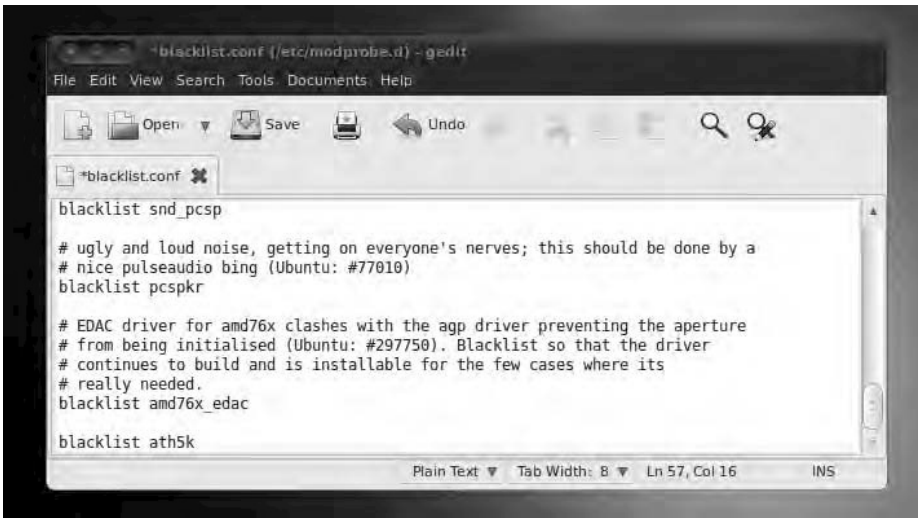 *blacklist.conf (/etc/modprobe.d) - gedit
File Edit View Search Tools Documents Help
Open Save Undo
*blacklist.conf
blacklist snd_pcsp
# ugly and loud noise, getting on everyone's nerves; this should be done by a
# nice pulseaudio bing (Ubuntu: #77010)
blacklist pcspkr
# EDAC driver for amd76x clashes with the agp driver preventing the aperture
# from being initialised (Ubuntu: #297750). Blacklist so that the driver
# continues to build and is installable for the few cases where its
# really needed.
blacklist amd76x_edac
blacklist ath5k
Plain Text Tab Width: 8 Ln 57, Col 16 INS